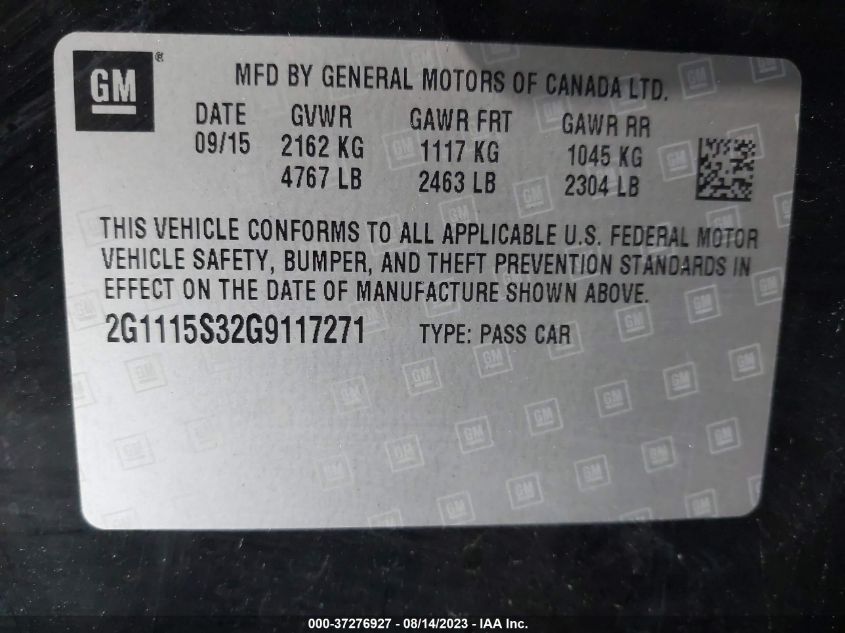 GM ®
MFD BY GENERAL MOTORS OF CANADA LTD.
DATE GVWR GAWR FRT GAWR RR
09/15 2162 KG 1117 KG 1045 KG
4767 LB 2463 LB 2304 LB
THIS VEHICLE CONFORMS TO ALL APPLICABLE U.S. FEDERAL MOTOR
VEHICLE SAFETY, BUMPER, AND THEFT PREVENTION STANDARDS IN
EFFECT ON THE DATE OF MANUFACTURE SHOWN ABOVE.
2G1115S32G9117271 TYPE: PASS CAR
000-37276927 - 08/14/2023 - IAA Inc.